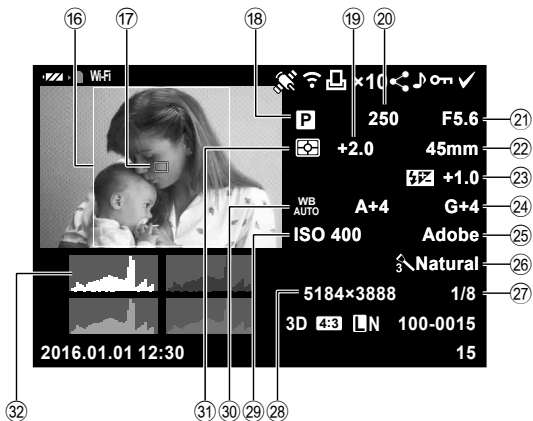 ⑯ ⑰ ⑱ ⑲ ⑳
Wi-Fi ×10
P 250 F5.6 ㉑
+2.0 45mm ㉒
+1.0 ㉓
WB AUTO A+4 G+4 ㉔
ISO 400 Adobe ㉕
3 Natural ㉖
5184×3888 1/8 ㉗
3D 4:3 LN 100-0015
2016.01.01 12:30 15
㉜ ㉛ ㉚ ㉙ ㉘